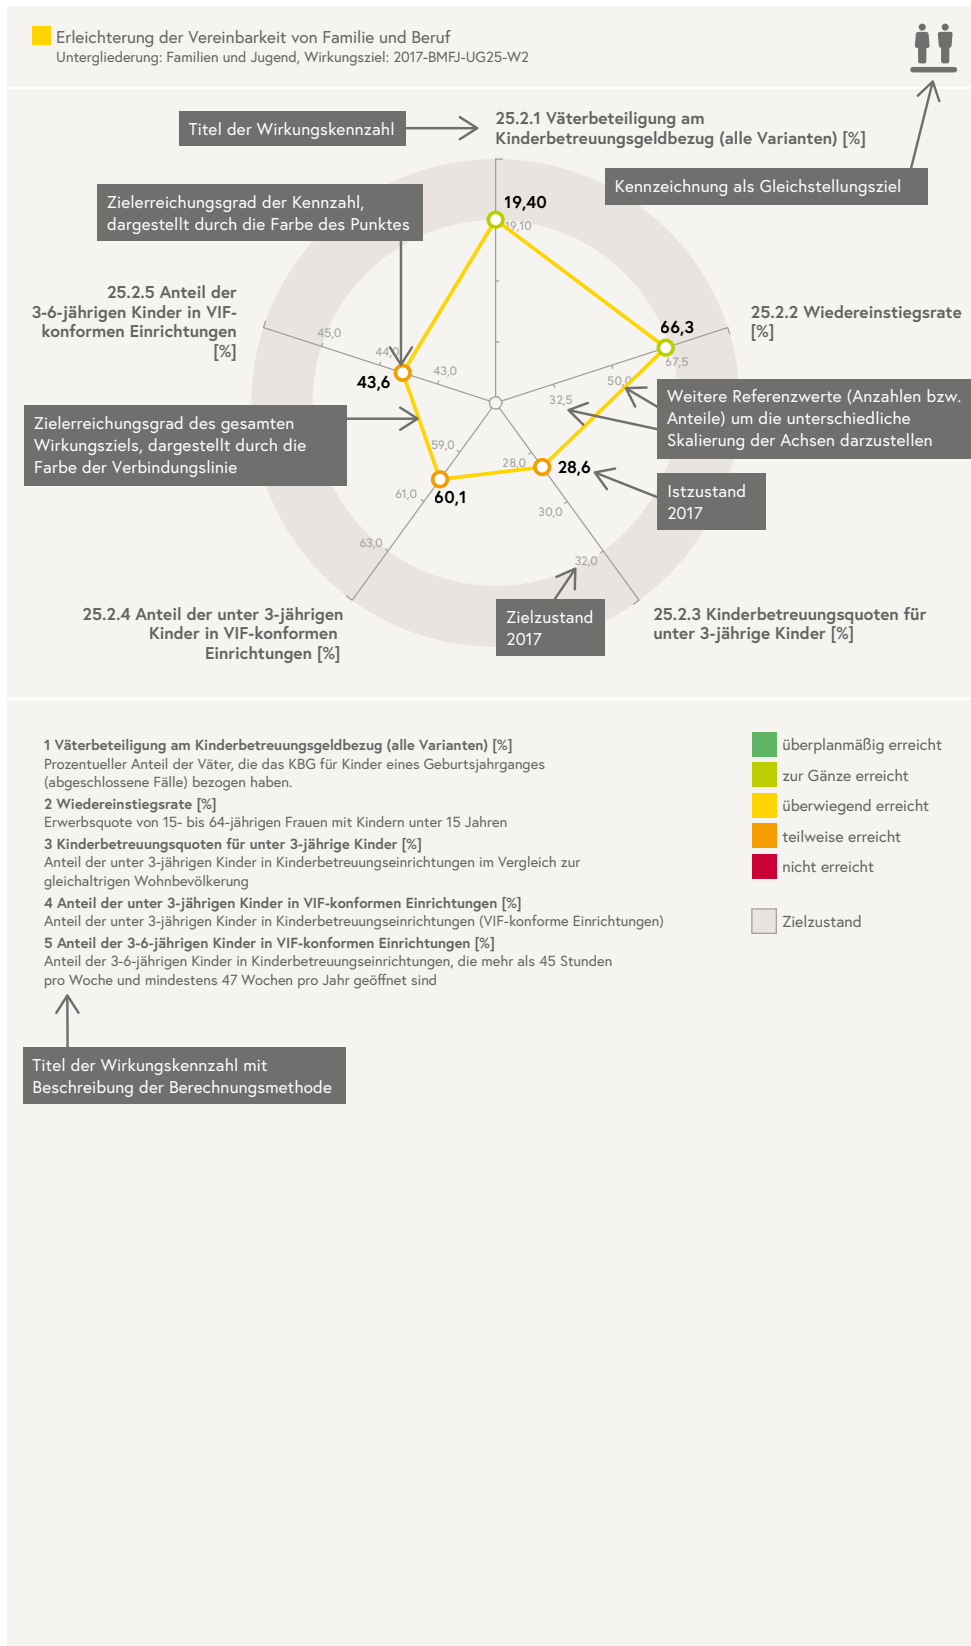 Erleichterung der Vereinbarkeit von Familie und Beruf
Untergliederung: Familien und Jugend, Wirkungsziel: 2017-BMFJ-UG25-W2
Titel der Wirkungskennzahl
25.2.1 Väterbeteiligung am
Kinderbetreuungsgeldbezug (alle Varianten) [%]
Kennzeichnung als Gleichstellungsziel
Zielerreichungsgrad der Kennzahl,
dargestellt durch die Farbe des Punktes
19,40
19,10
25.2.5 Anteil der
3-6-jährigen Kinder in VIF-
konformen Einrichtungen
[%]
45,0
44,0
43,0
43,6
25.2.2 Wiedereinstiegsrate
[%]
66,3
67,5
50,0
32,5
Weitere Referenzwerte (Anzahlen bzw.
Anteile) um die unterschiedliche
Skalierung der Achsen darzustellen
Zielerreichungsgrad des gesamten
Wirkungsziels, dargestellt durch die
Farbe der Verbindungslinie
59,0
61,0
63,0
60,1
28,0
28,6
30,0
32,0
Istzustand
2017
Zielzustand
2017
25.2.4 Anteil der unter 3-jährigen
Kinder in VIF-konformen
Einrichtungen [%]
25.2.3 Kinderbetreuungsquoten für
unter 3-jährige Kinder [%]
1 Väterbeteiligung am Kinderbetreuungsgeldbezug (alle Varianten) [%]
Prozentueller Anteil der Väter, die das KBG für Kinder eines Geburtsjahrganges
(abgeschlossene Fälle) bezogen haben.
2 Wiedereinstiegsrate [%]
Erwerbsquote von 15- bis 64-jährigen Frauen mit Kindern unter 15 Jahren
3 Kinderbetreuungsquoten für unter 3-jährige Kinder [%]
Anteil der unter 3-jährigen Kinder in Kinderbetreuungseinrichtungen im Vergleich zur
gleichaltrigen Wohnbevölkerung
4 Anteil der unter 3-jährigen Kinder in VIF-konformen Einrichtungen [%]
Anteil der unter 3-jährigen Kinder in Kinderbetreuungseinrichtungen (VIF-konforme Einrichtungen)
5 Anteil der 3-6-jährigen Kinder in VIF-konformen Einrichtungen [%]
Anteil der 3-6-jährigen Kinder in Kinderbetreuungseinrichtungen, die mehr als 45 Stunden
pro Woche und mindestens 47 Wochen pro Jahr geöffnet sind
überplanmäßig erreicht
zur Gänze erreicht
überwiegend erreicht
teilweise erreicht
nicht erreicht
Zielzustand
Titel der Wirkungskennzahl mit
Beschreibung der Berechnungsmethode